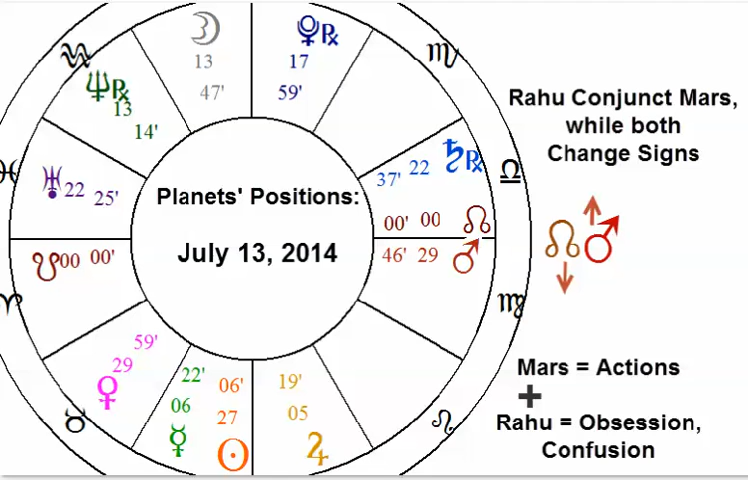 ☽
13
47'
♇℞
17
59'
♒
♏
♆℞
13
14'
Rahu Conjunct Mars,
while both
Change Signs
♓
♅ 22 25'
37' 22 ♄℞
♎
Planets' Positions:
July 13, 2014
00' 00 ☊
46' 29 ♂
☋ 00 00'
☊♂
♈
♍
59'
29
♀
♉
22'
06
☿
06'
27
☉
19'
05
♃
♌
Mars = Actions
+
Rahu = Obsession,
Confusion